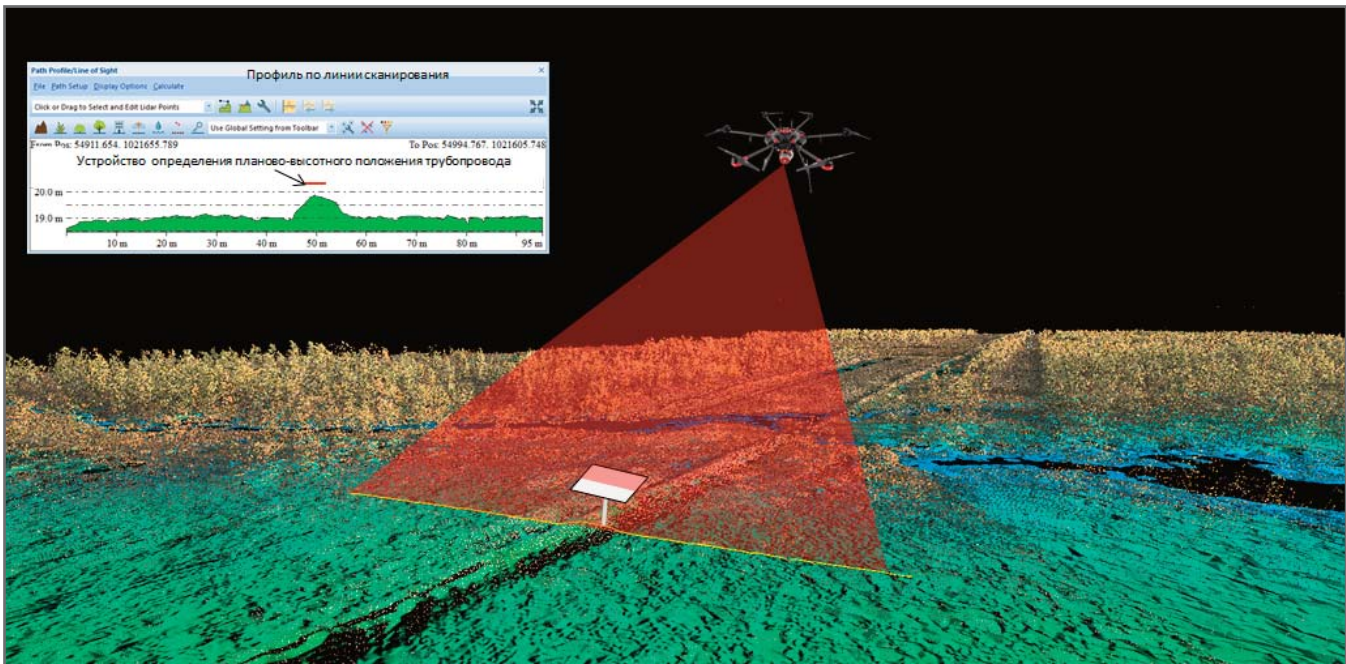 Path Profile/Line of Sight
Профиль по линии сканирования
File Path Setup Display Options Calculate
Click or Drag to Select and Edit Lidar Points
Use Global Setting from Toolbar
From Pos: 54911.654, 1021655.789 To Pos: 54994.767, 1021605.748
Устройство определения планово-высотного положения трубопровода
20.0 m
19.0 m
10 m 20 m 30 m 40 m 50 m 60 m 70 m 80 m 95 m